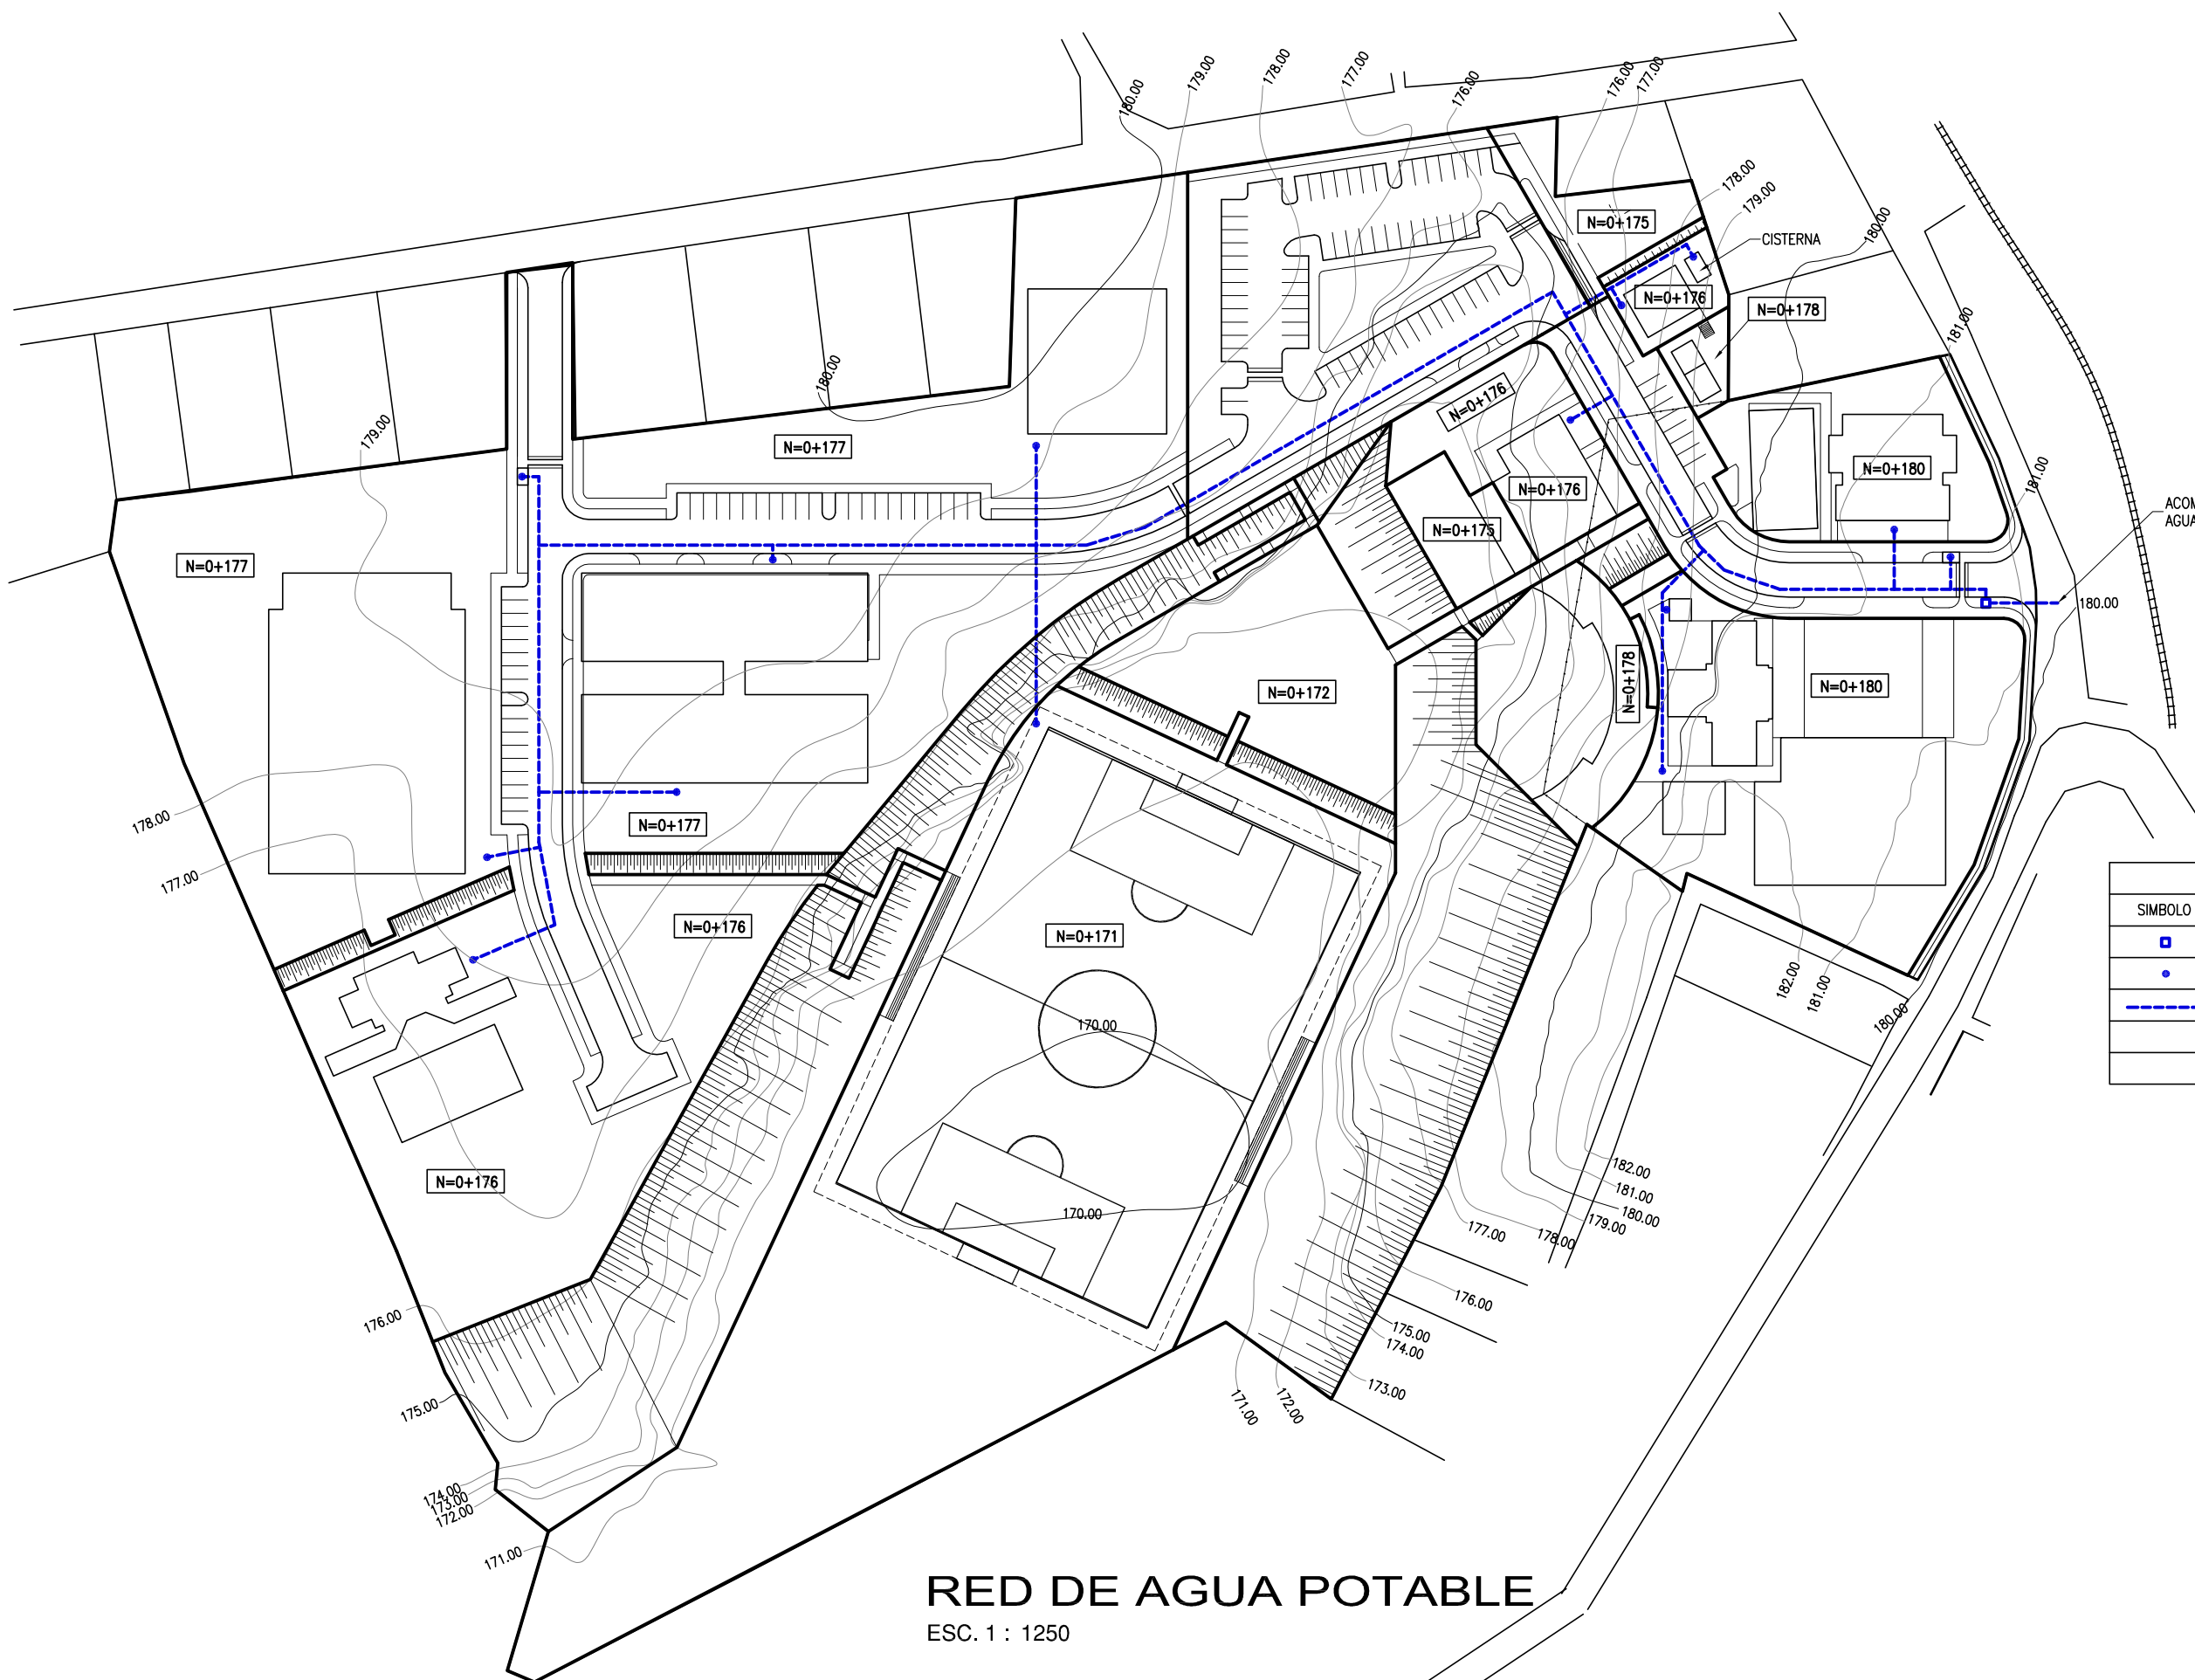 180.00
179.00
178.00
177.00
176.00
176.00
177.00
178.00
179.00
180.00
N=0+175
CISTERNA
N=0+176
N=0+178
181.00
180.00
179.00
N=0+177
N=0+176
N=0+180
181.00
N=0+176
N=0+175
ACOM
AGUA
N=0+177
180.00
N=0+178
N=0+172
N=0+180
178.00
N=0+177
177.00
SIMBOLO
N=0+176
N=0+171
182.00
181.00
180.00
170.00
N=0+176
182.00
181.00
180.00
179.00
170.00
177.00
178.00
176.00
176.00
175.00
174.00
173.00
175.00
171.00
172.00
174.00
173.00
172.00
171.00
RED DE AGUA POTABLE
ESC. 1 : 1250